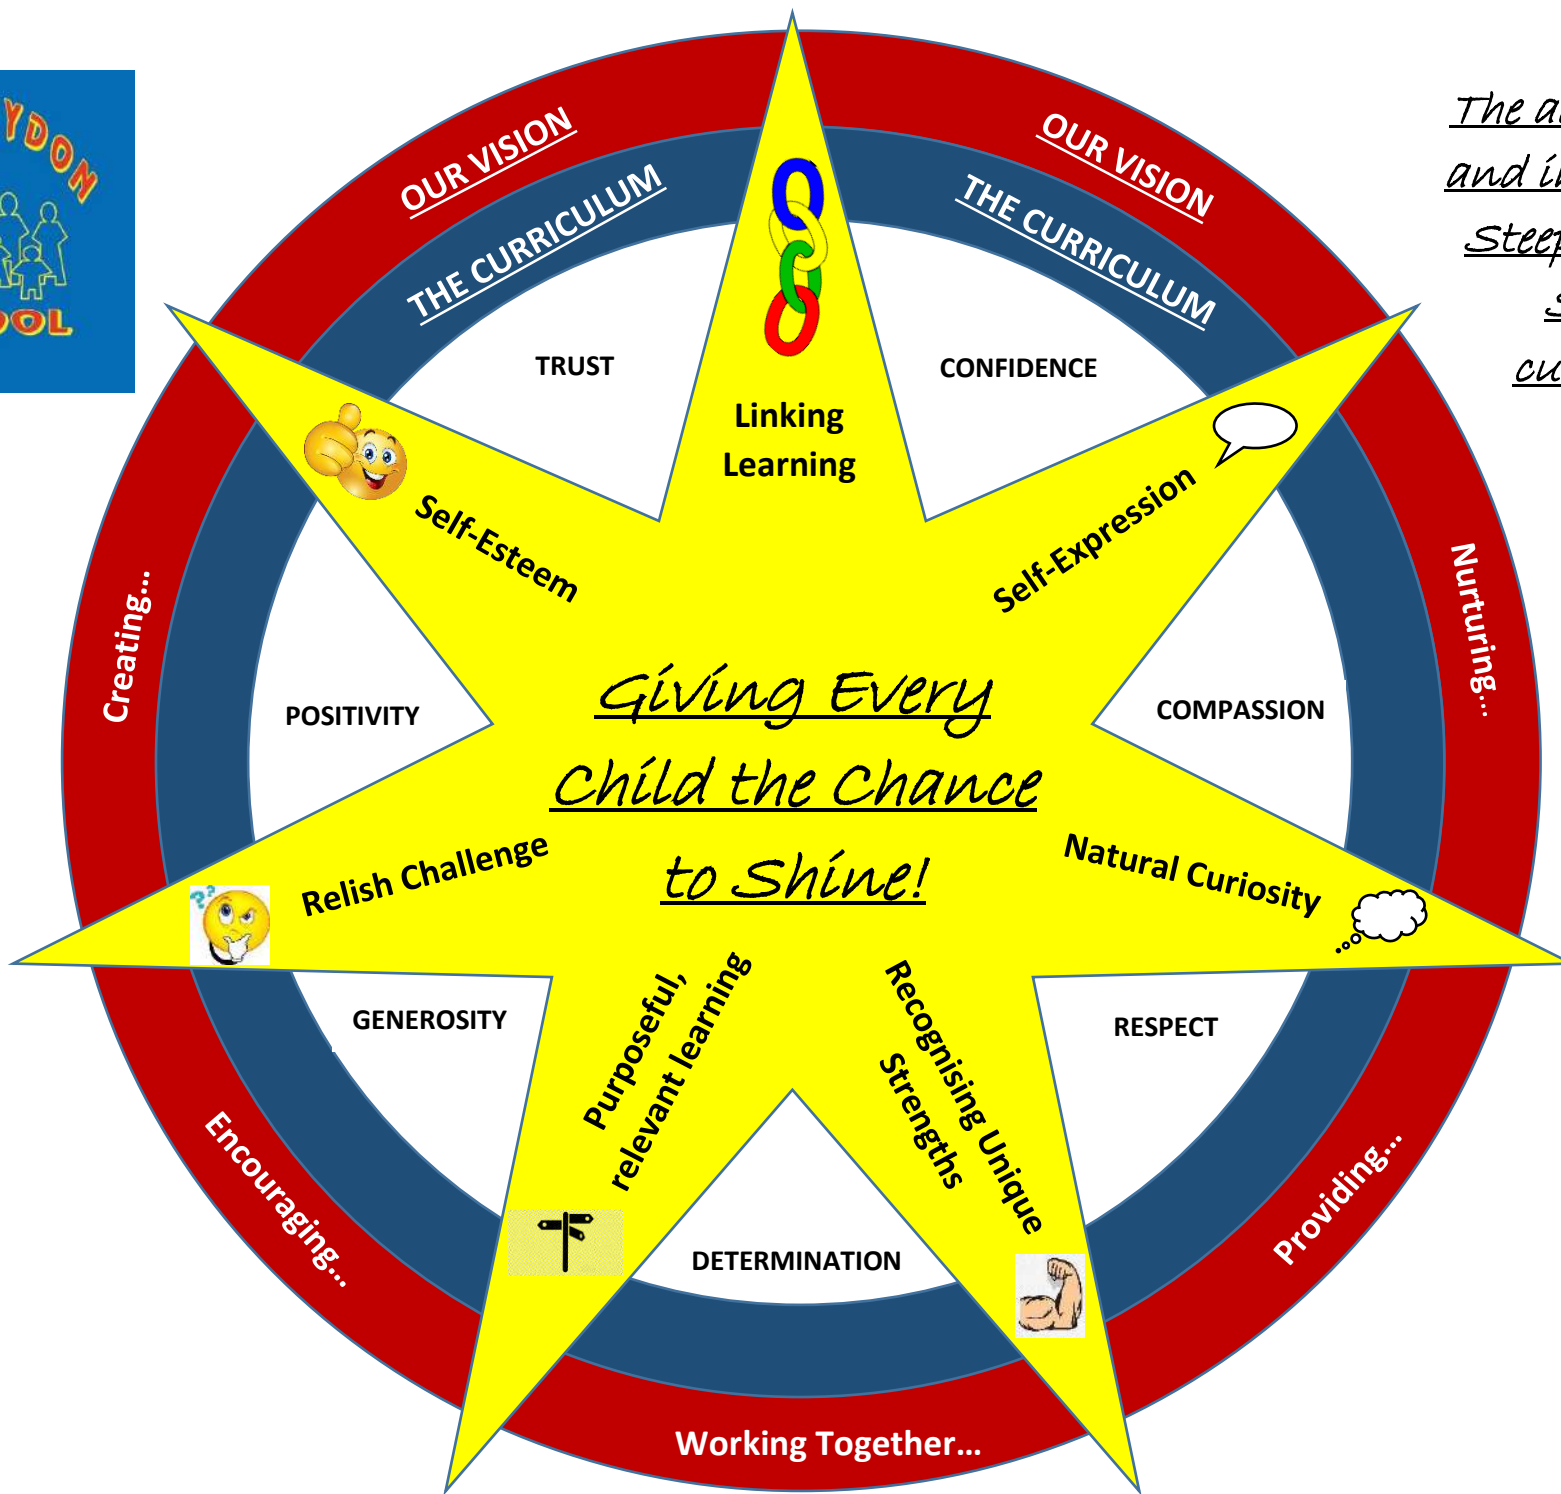 OUR VISION
OUR VISION
THE CURRICULUM
THE CURRICULUM
The
and
TRUST
CONFIDENCE
Linking
Learning
Self-Esteem
Self-Expression
Creating...
Nurturing...
POSITIVITY
COMPASSION
Giving Every
Child the Chance
to Shine!
Relish Challenge
Natural Curiosity
??
GENEROSITY
RESPECT
Purposeful,
relevant learning
Recognising Unique
Strengths
Encouraging...
Providing...
DETERMINATION
Working Together...